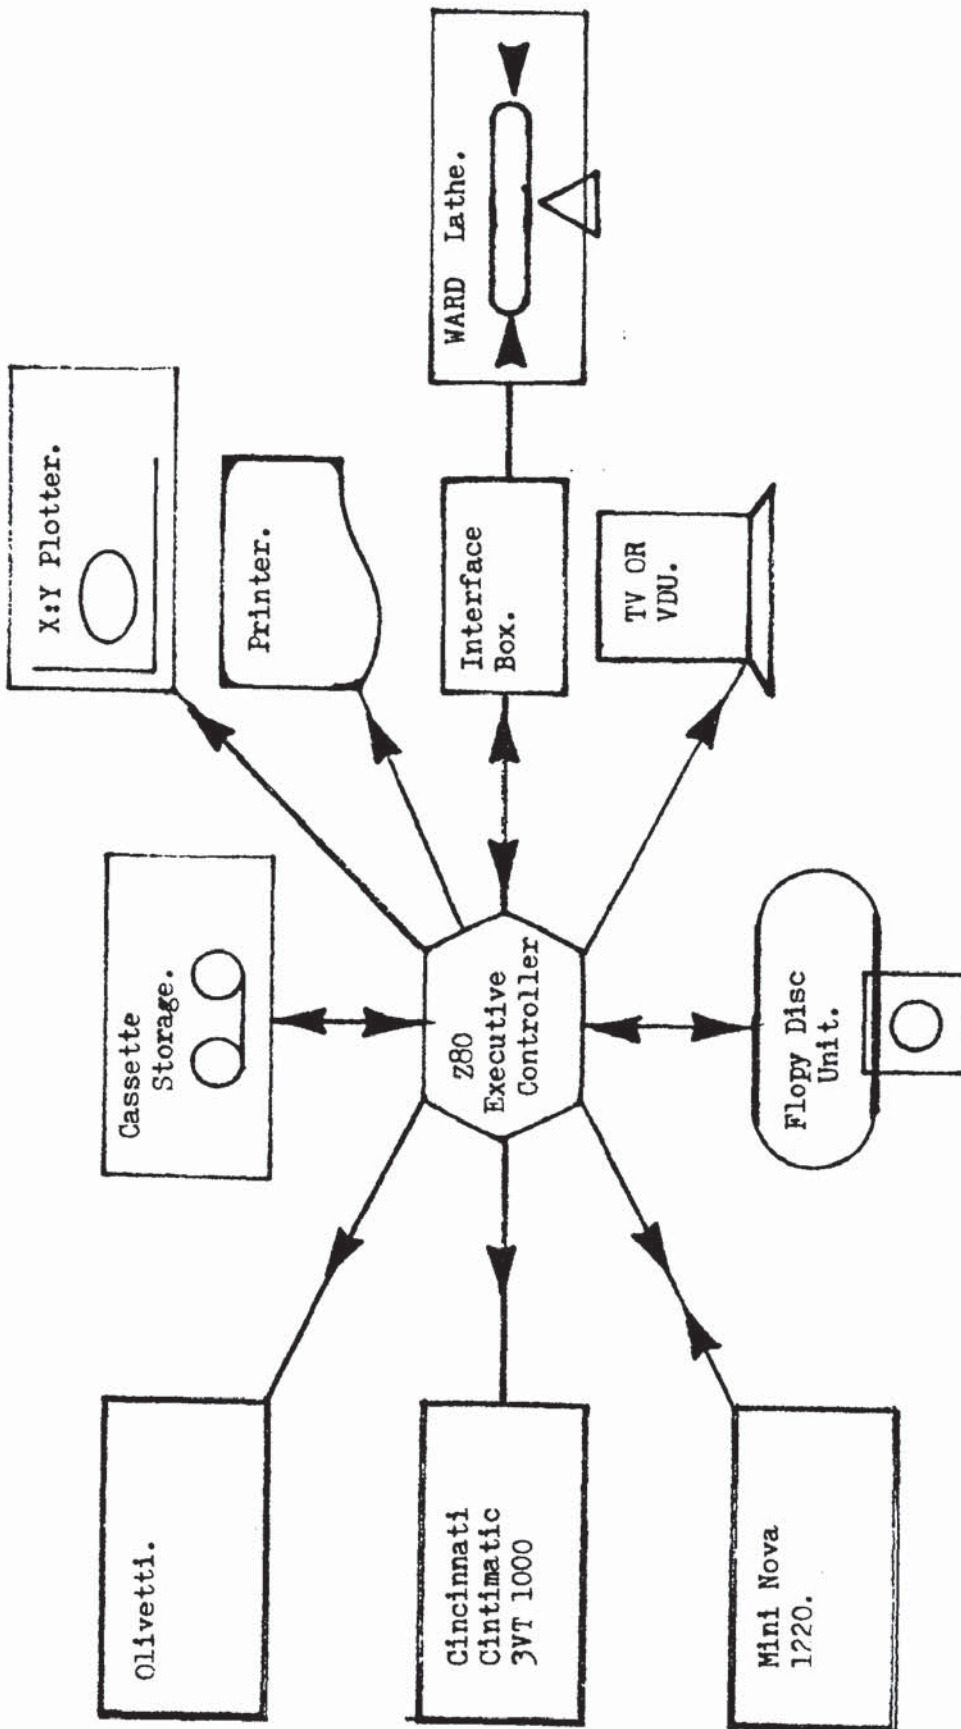 Olivetti.
Cassette
Storage.
X:Y Plotter.
Printer.
Cincinnati
Cintimatic
3VT 1000
Z80
Executive
Controller
Interface
Box.
WARD Lathe.
Mini Nova
1220.
Flopy Disc
Unit.
TV OR
VDU.